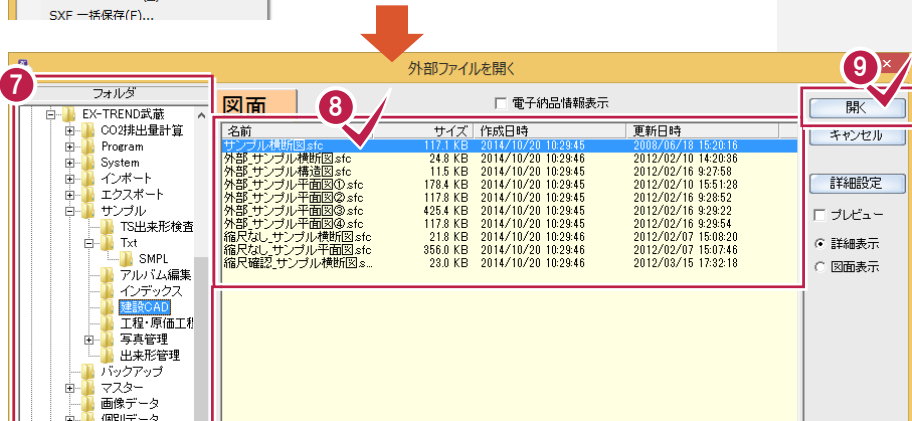 SXF 一括保存(F)...
外部ファイルを開く
7
8
9
フォルダ
EX-TREND武蔵
CO2排出量計算
Program
System
インポート
エクスポート
サンプル
TS出来形検査
Txt
SMPL
アルバム編集
インデックス
建設CAD
工程・原価工程
写真管理
出来形管理
バックアップ
マスター
画像データ
個別データ
図面
電子納品情報表示
名前 サイズ 作成日時 更新日時
サンプル横断図.sfc 117.1 KB 2014/10/20 10:29:45 2008/06/18 15:20:16
外部_サンプル横断図.sfc 24.8 KB 2014/10/20 10:29:46 2012/02/10 14:20:36
外部_サンプル構造図.sfc 11.5 KB 2014/10/20 10:29:45 2012/02/16 9:27:58
外部_サンプル平面図①.sfc 178.4 KB 2014/10/20 10:29:45 2012/02/10 15:51:28
外部_サンプル平面図②.sfc 117.8 KB 2014/10/20 10:29:45 2012/02/16 9:28:52
外部_サンプル平面図③.sfc 425.4 KB 2014/10/20 10:29:45 2012/02/16 9:29:22
外部_サンプル平面図④.sfc 117.8 KB 2014/10/20 10:29:45 2012/02/16 9:29:54
縮尺なし_サンプル横断図.sfc 21.8 KB 2014/10/20 10:29:46 2012/02/07 15:08:20
縮尺なし_サンプル平面図.sfc 356.0 KB 2014/10/20 10:29:46 2012/02/07 15:07:46
縮尺確認_サンプル横断図.s... 23.0 KB 2014/10/20 10:29:46 2012/03/15 17:32:18
開く
キャンセル
詳細設定
プレビュー
詳細表示
図面表示